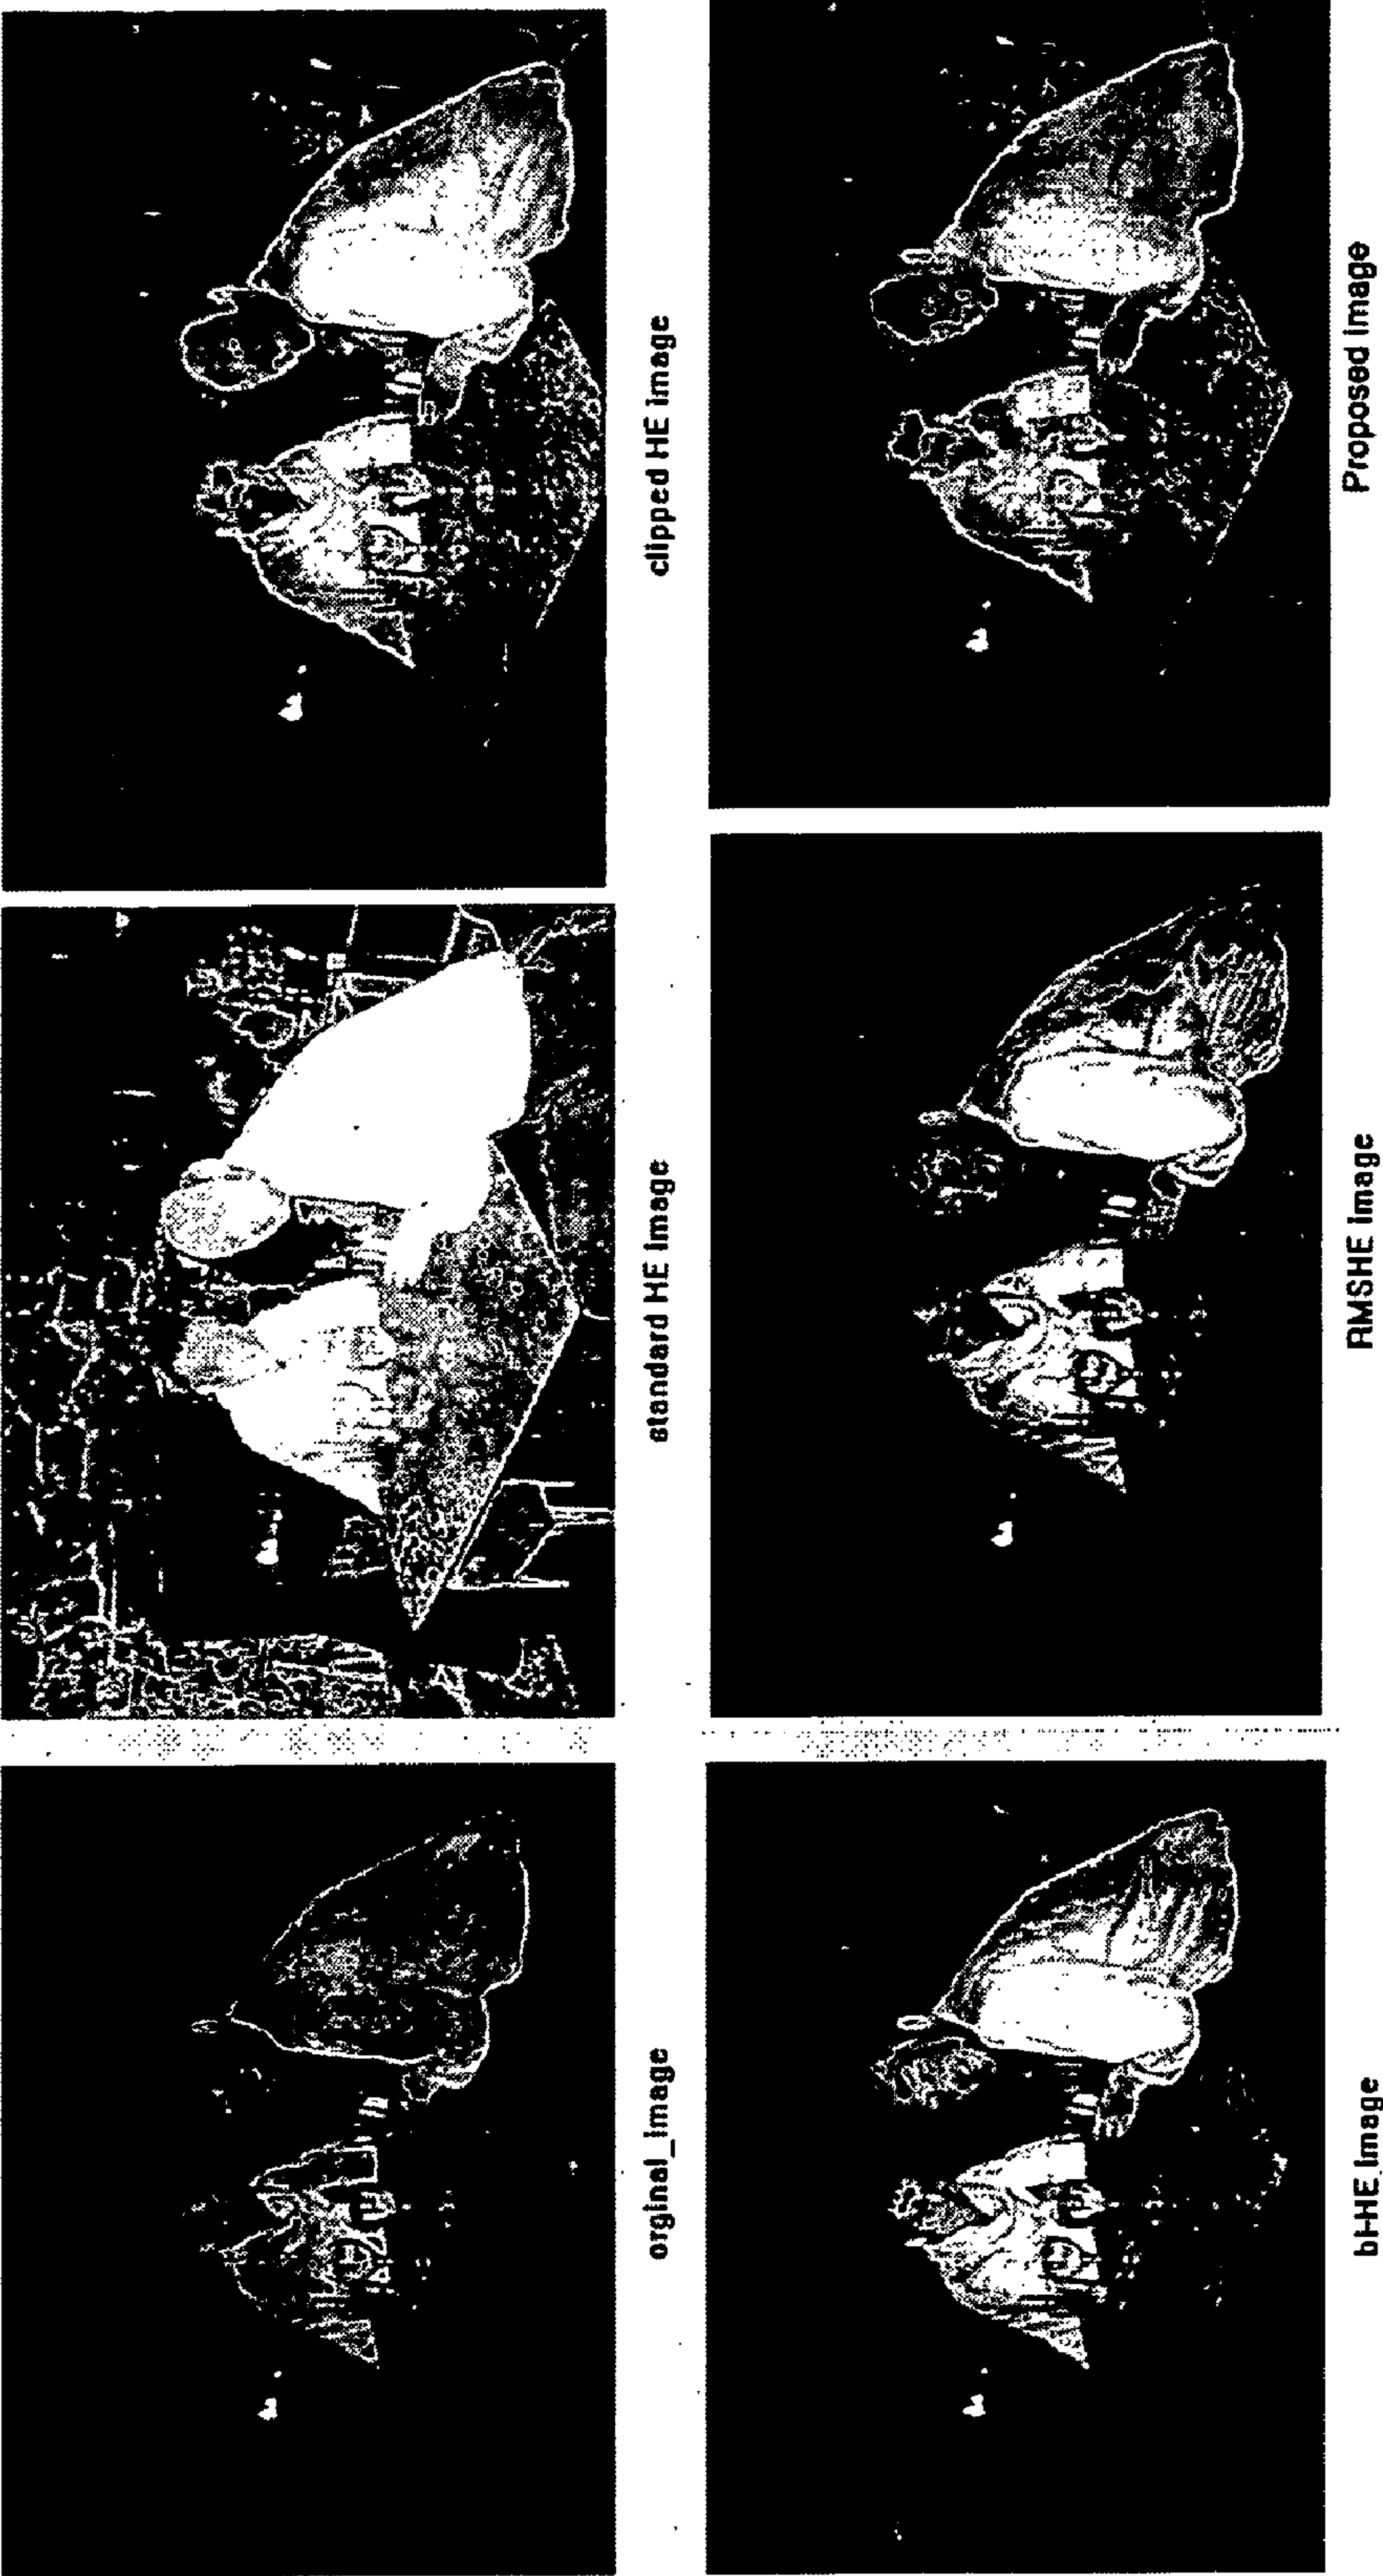 orginal_image
standard HE image
clipped HE image
bi-HE image
RMSHE image
Proposed image